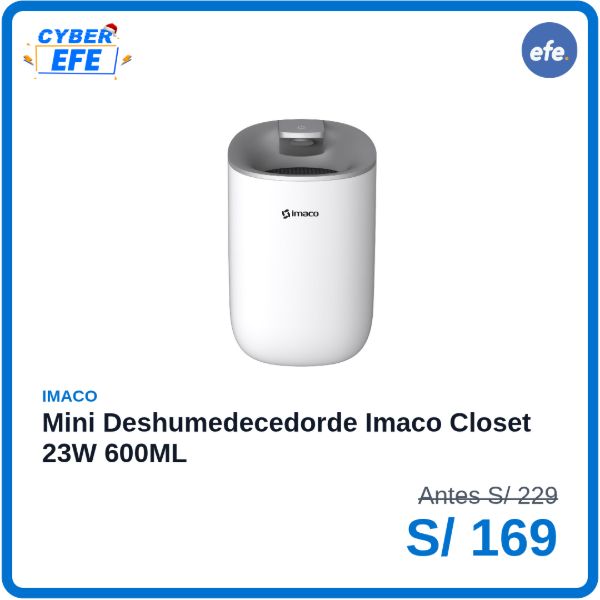 CYBER
EFE
efe.
imaco
IMACO
Mini Deshumedecedorde Imaco Closet
23W 600ML
Antes S/ 229
S/ 169